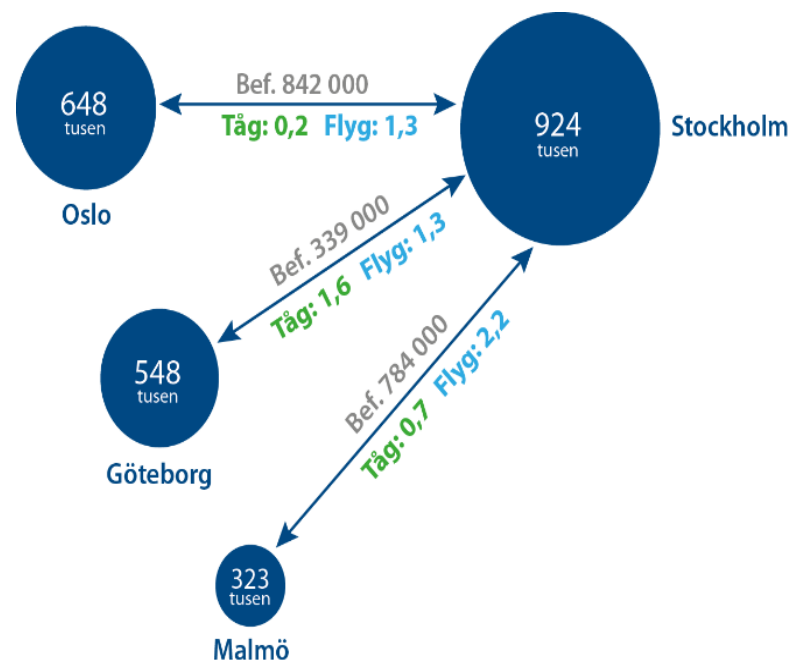 648
tusen
Oslo
Bef. 842 000
Tåg: 0,2 Flyg: 1,3
924
tusen
Stockholm
Bef. 339 000
Tåg: 1,6 Flyg: 1,3
548
tusen
Göteborg
Bef. 784 000
Tåg: 0,7 Flyg: 2,2
323
tusen
Malmö